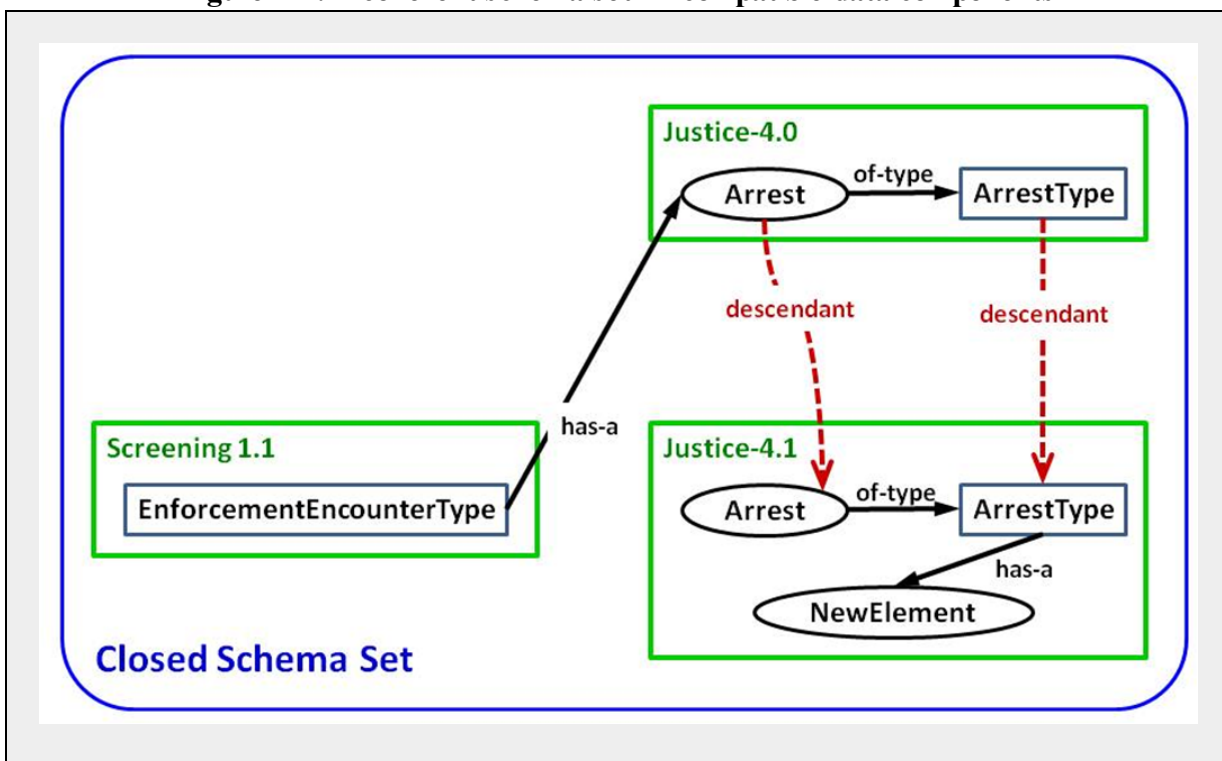 Justice-4.0
Arrest
of-type
ArrestType
descendant
descendant
has-a
Screening 1.1
EnforcementEncounterType
Justice-4.1
Arrest
of-type
ArrestType
has-a
NewElement
Closed Schema Set